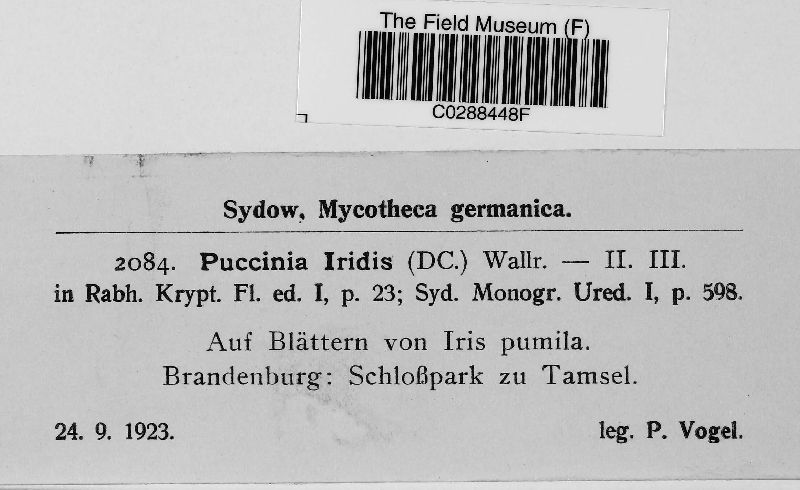 The Field Museum (F)
C0288448F
Sydow, Mycotheca germanica.
2084. Puccinia Iridis (DC.) Wallr. — II. III.
in Rabh. Krypt. Fl. ed. I, p. 23; Syd. Monogr. Ured. I, p. 598.
Auf Blättern von Iris pumila.
Brandenburg: Schloßpark zu Tamsel.
24. 9. 1923. leg. P. Vogel.